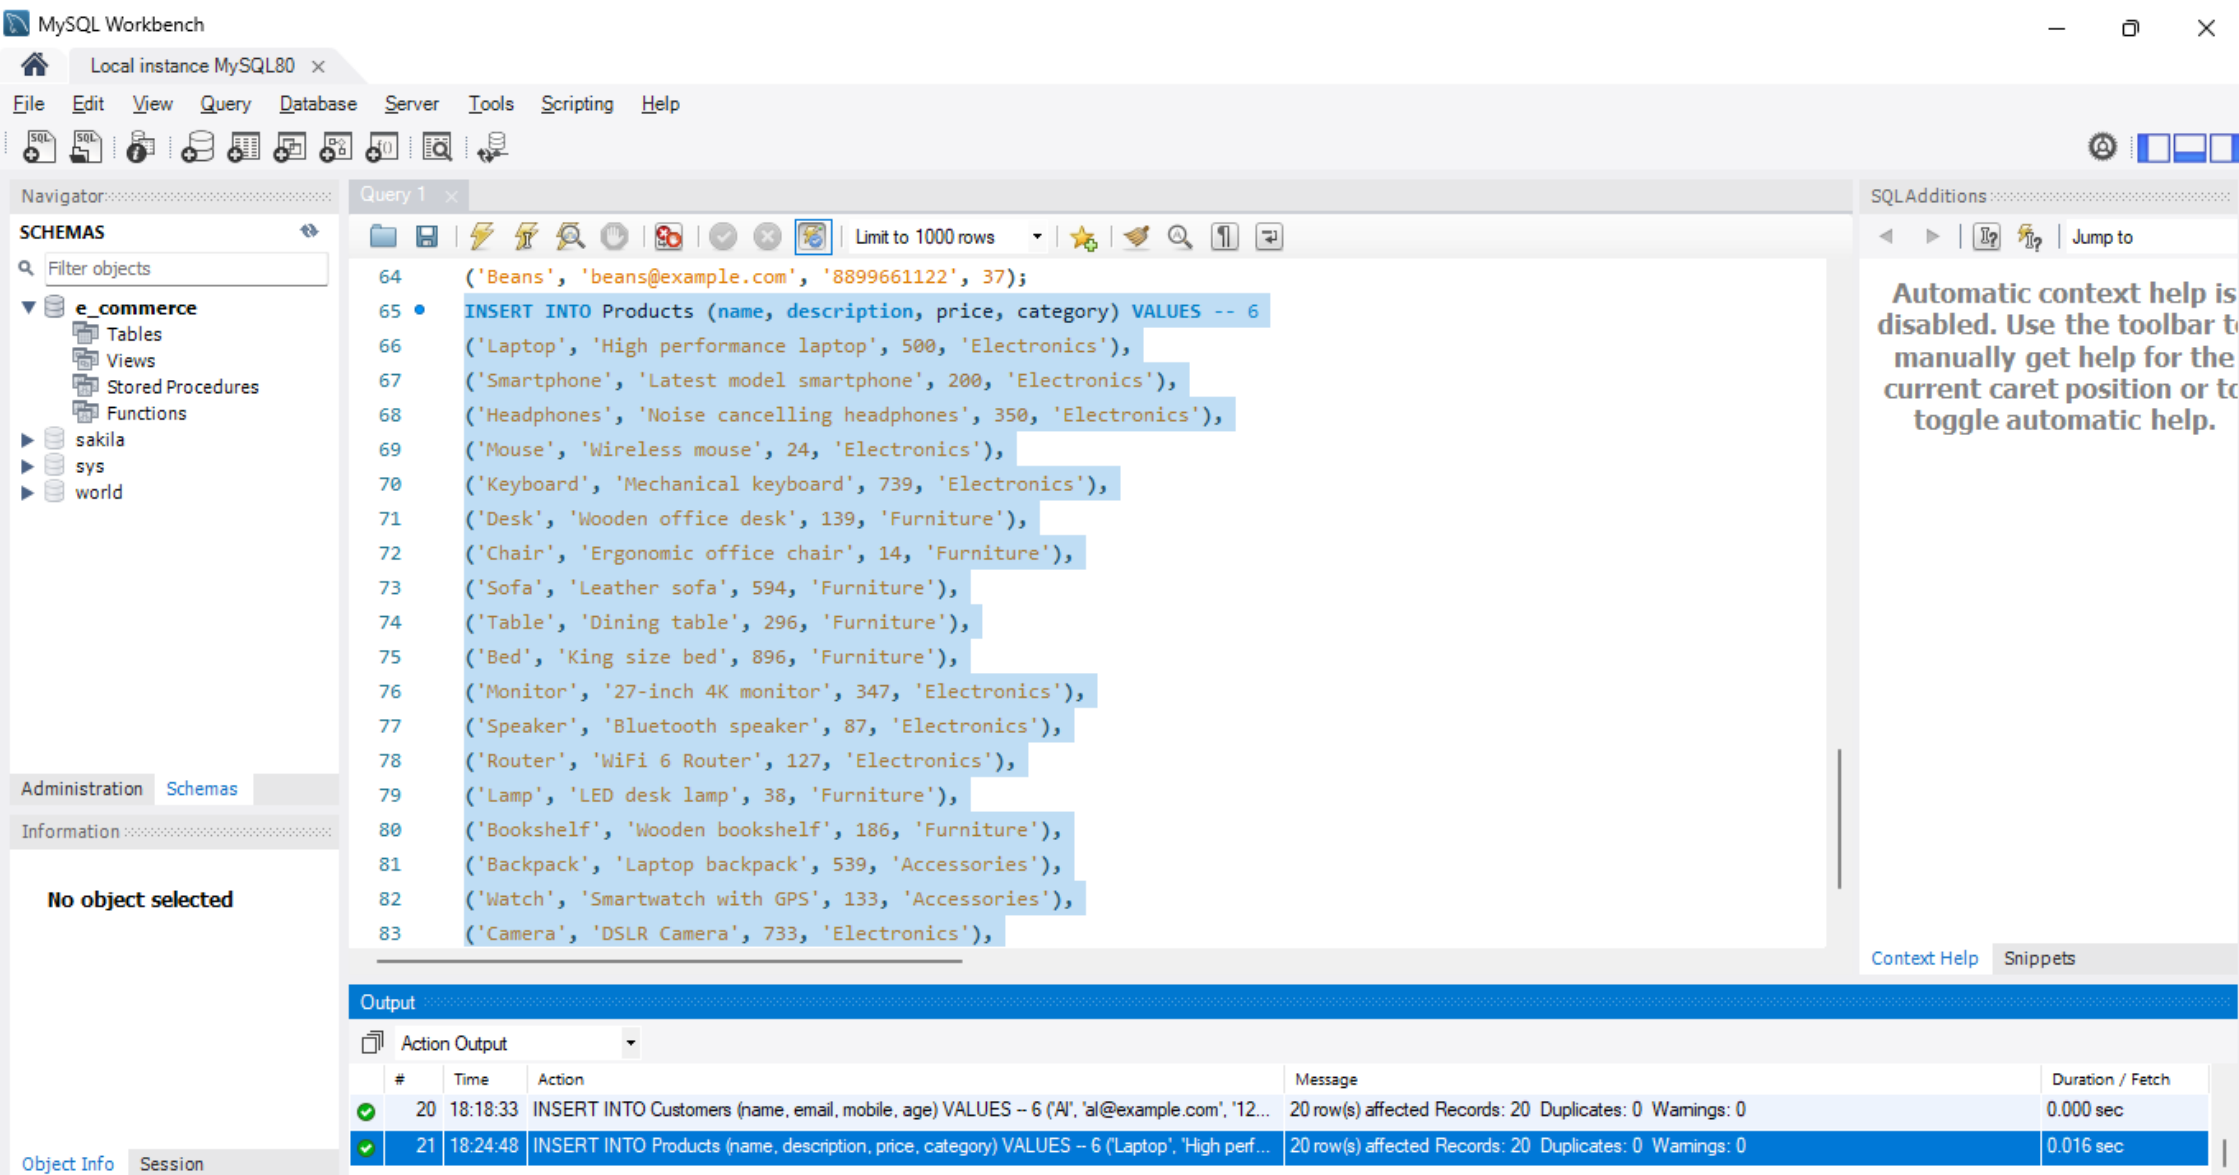 MySQL Workbench
Local instance MySQL80
File Edit View Query Database Server Tools Scripting Help
Navigator
SCHEMAS
Filter objects
e_commerce
Tables
Views
Stored Procedures
Functions
sakila
sys
world
Administration Schemas
Information
No object selected
Object Info Session
Query 1
Limit to 1000 rows
64 ('Beans', 'beans@example.com', '8899661122', 37);
65 INSERT INTO Products (name, description, price, category) VALUES -- 6
66 ('Laptop', 'High performance laptop', 500, 'Electronics'),
67 ('Smartphone', 'Latest model smartphone', 200, 'Electronics'),
68 ('Headphones', 'Noise cancelling headphones', 350, 'Electronics'),
69 ('Mouse', 'Wireless mouse', 24, 'Electronics'),
70 ('Keyboard', 'Mechanical keyboard', 739, 'Electronics'),
71 ('Desk', 'Wooden office desk', 139, 'Furniture'),
72 ('Chair', 'Ergonomic office chair', 14, 'Furniture'),
73 ('Sofa', 'Leather sofa', 594, 'Furniture'),
74 ('Table', 'Dining table', 296, 'Furniture'),
75 ('Bed', 'King size bed', 896, 'Furniture'),
76 ('Monitor', '27-inch 4K monitor', 347, 'Electronics'),
77 ('Speaker', 'Bluetooth speaker', 87, 'Electronics'),
78 ('Router', 'WiFi 6 Router', 127, 'Electronics'),
79 ('Lamp', 'LED desk lamp', 38, 'Furniture'),
80 ('Bookshelf', 'Wooden bookshelf', 186, 'Furniture'),
81 ('Backpack', 'Laptop backpack', 539, 'Accessories'),
82 ('Watch', 'Smartwatch with GPS', 133, 'Accessories'),
83 ('Camera', 'DSLR Camera', 733, 'Electronics'),
SQLAdditions
Jump to
Automatic context help is
disabled. Use the toolbar t
manually get help for the
current caret position or to
toggle automatic help.
Context Help Snippets
Output
Action Output
# Time Action Message Duration / Fetch
20 18:18:33 INSERT INTO Customers (name, email, mobile, age) VALUES -- 6 ('Al', 'al@example.com', '12... 20 row(s) affected Records: 20 Duplicates: 0 Warnings: 0 0.000 sec
21 18:24:48 INSERT INTO Products (name, description, price, category) VALUES -- 6 ('Laptop', 'High perf... 20 row(s) affected Records: 20 Duplicates: 0 Warnings: 0 0.016 sec